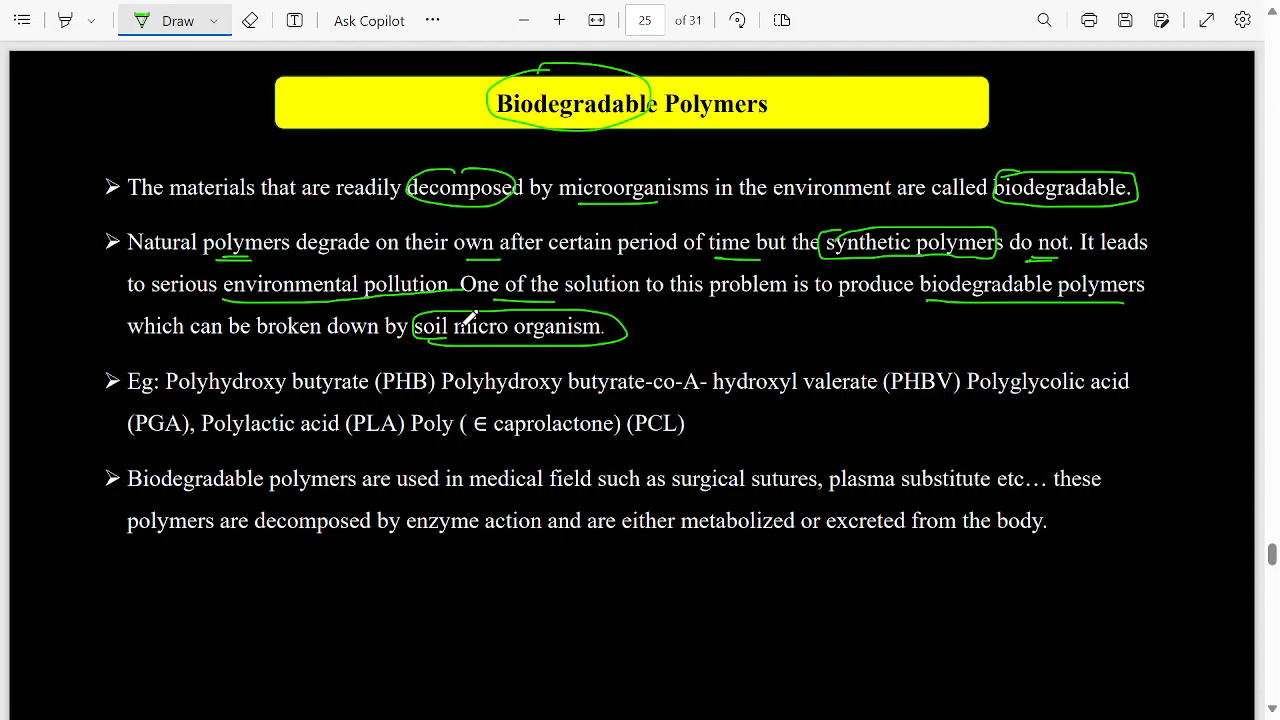 Draw
Ask Copilot
25 of 31
Biodegradable Polymers
➢ The materials that are readily decomposed by microorganisms in the environment are called biodegradable.
➢ Natural polymers degrade on their own after certain period of time but the synthetic polymers do not. It leads
to serious environmental pollution. One of the solution to this problem is to produce biodegradable polymers
which can be broken down by soil micro organism.
➢ Eg: Polyhydroxy butyrate (PHB) Polyhydroxy butyrate-co-A- hydroxyl valerate (PHBV) Polyglycolic acid
(PGA), Polylactic acid (PLA) Poly ( ∈ caprolactone) (PCL)
➢ Biodegradable polymers are used in medical field such as surgical sutures, plasma substitute etc… these
polymers are decomposed by enzyme action and are either metabolized or excreted from the body.